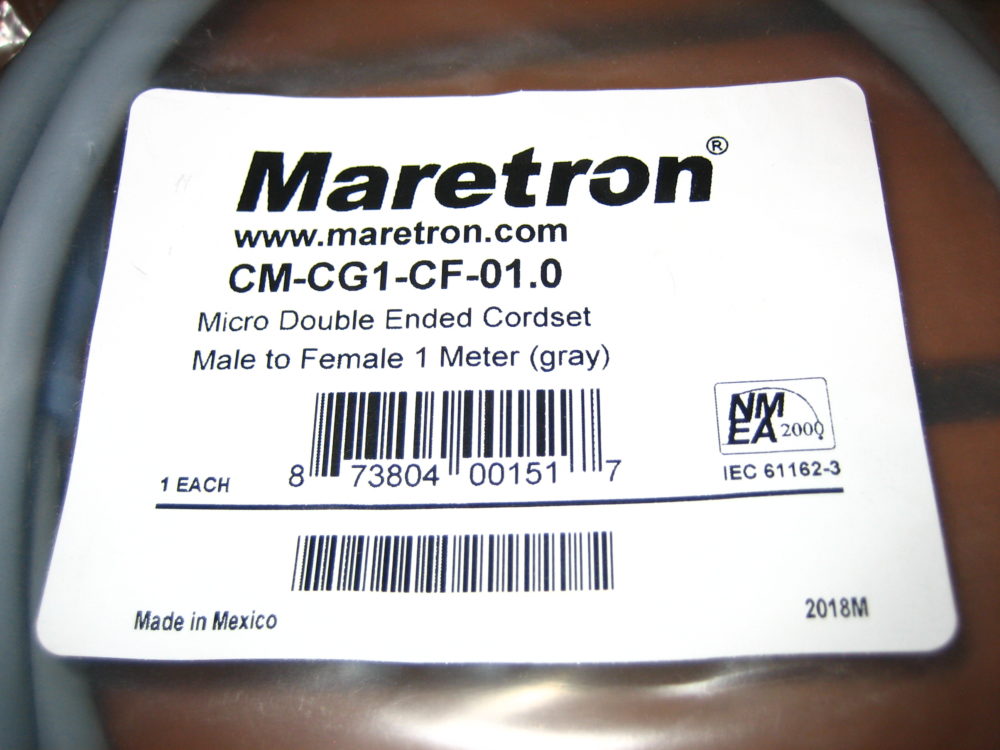 Maretron®
www.maretron.com
CM-CG1-CF-01.0
Micro Double Ended Cordset
Male to Female 1 Meter (gray)
NM
EA 2000
IEC 61162-3
1 EACH
8 73804 00151 7
Made in Mexico
2018M